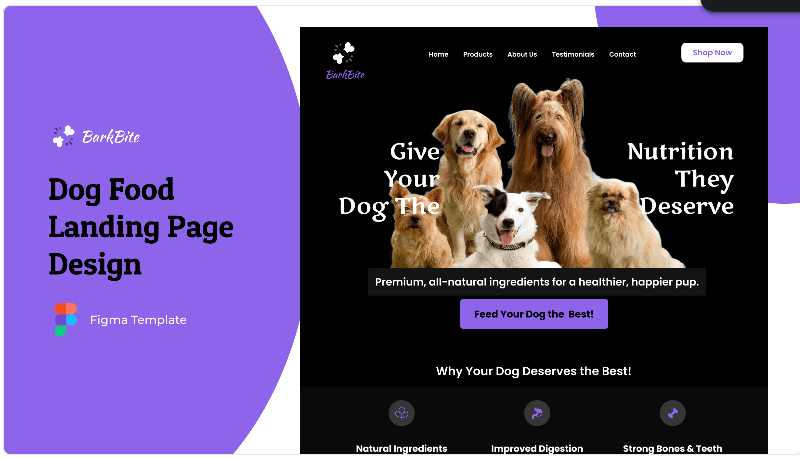 BarkBite
Dog Food
Landing Page
Design
Figma Template
BarkBite
Home Products About Us Testimonials Contact
Shop Now
Give
Your
Dog The
Nutrition
They
Deserve
Premium, all-natural ingredients for a healthier, happier pup.
Feed Your Dog the Best!
Why Your Dog Deserves the Best!
Natural Ingredients
Improved Digestion
Strong Bones & Teeth